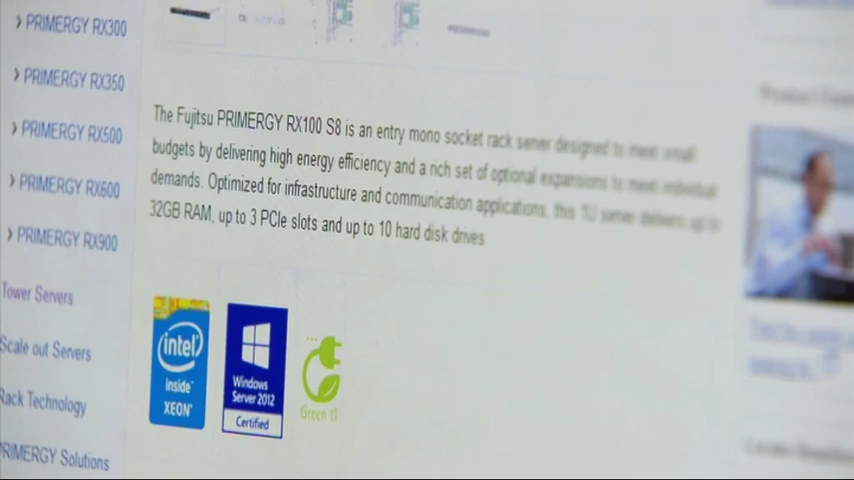 PRIMERGY RX300
PRIMERGY RX350
PRIMERGY RX500
PRIMERGY RX600
PRIMERGY RX900
Tower Servers
Scale out Servers
Rack Technology
PRIMERGY Solutions
The Fujitsu PRIMERGY RX100 S8 is an entry mono socket rack server designed to meet small
budgets by delivering high energy efficiency and a rich set of optional expansions to meet individual
demands. Optimized for infrastructure and communication applications, this 1U server delivers up to
32GB RAM, up to 3 PCIe slots and up to 10 hard disk drives
intel
inside
XEON
Windows
Server 2012
Certified
Green IT